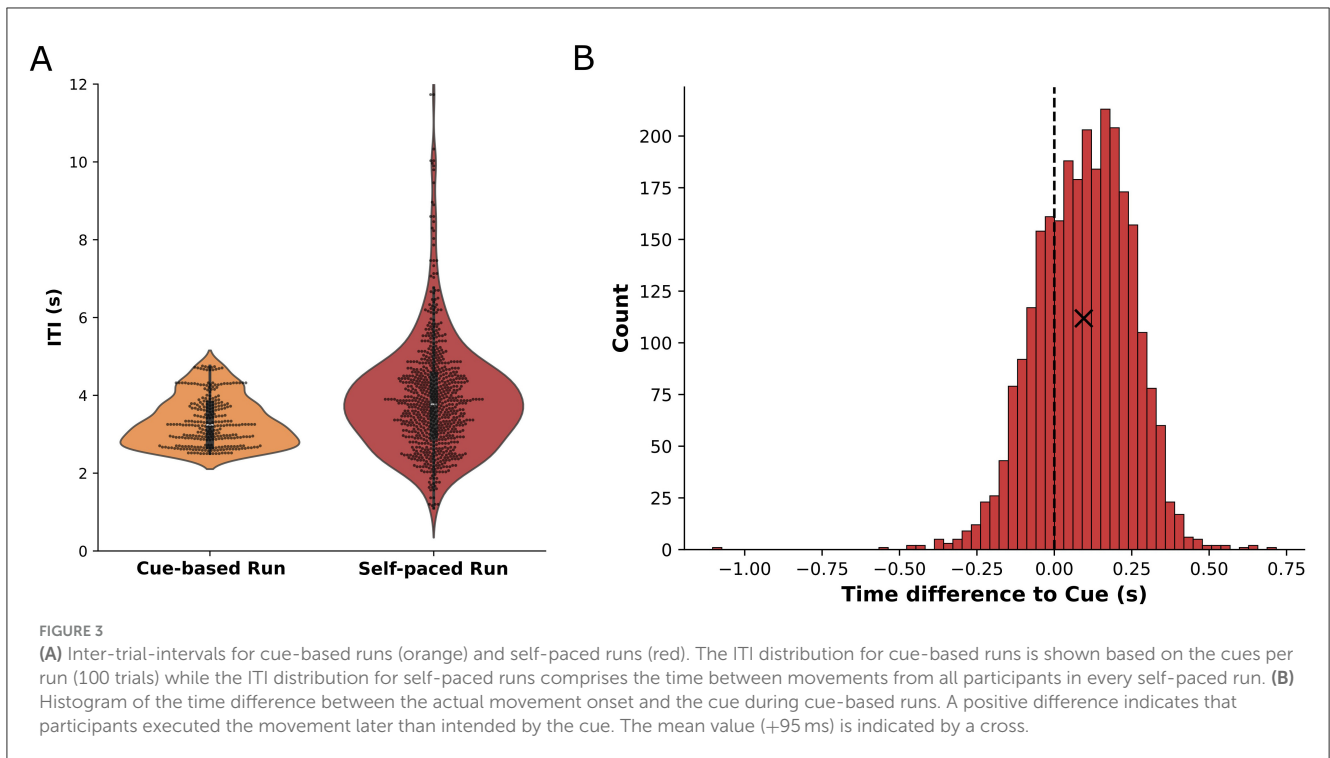 A
B
12
10
8
6
4
2
0
ITI (s)
Cue-based Run
Self-paced Run
200
175
150
125
100
75
50
25
0
Count
−1.00
−0.75
−0.50
−0.25
0.00
0.25
0.50
0.75
Time difference to Cue (s)
FIGURE 3
(A) Inter-trial-intervals for cue-based runs (orange) and self-paced runs (red). The ITI distribution for cue-based runs is shown based on the cues per
run (100 trials) while the ITI distribution for self-paced runs comprises the time between movements from all participants in every self-paced run. (B)
Histogram of the time difference between the actual movement onset and the cue during cue-based runs. A positive difference indicates that
participants executed the movement later than intended by the cue. The mean value (+95 ms) is indicated by a cross.